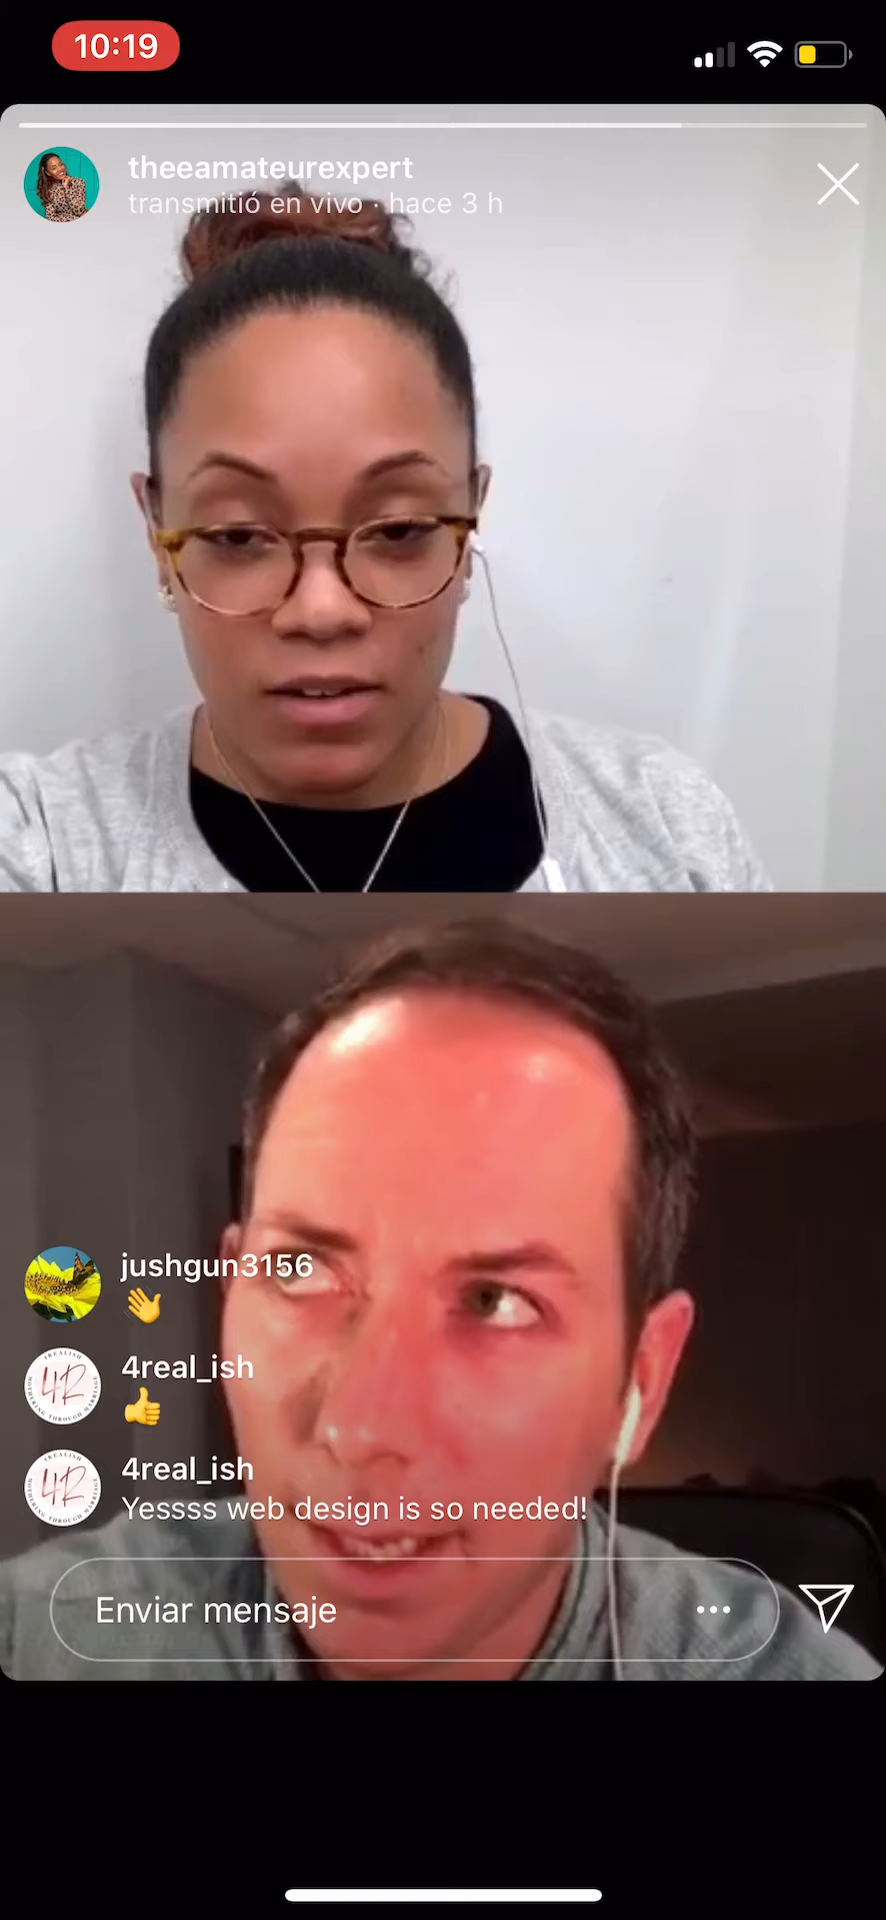 10:19
theeamateurexpert
transmitió en vivo · hace 3 h
jushgun3156
👋
4real_ish
👍
4real_ish
Yessss web design is so needed!
Enviar mensaje